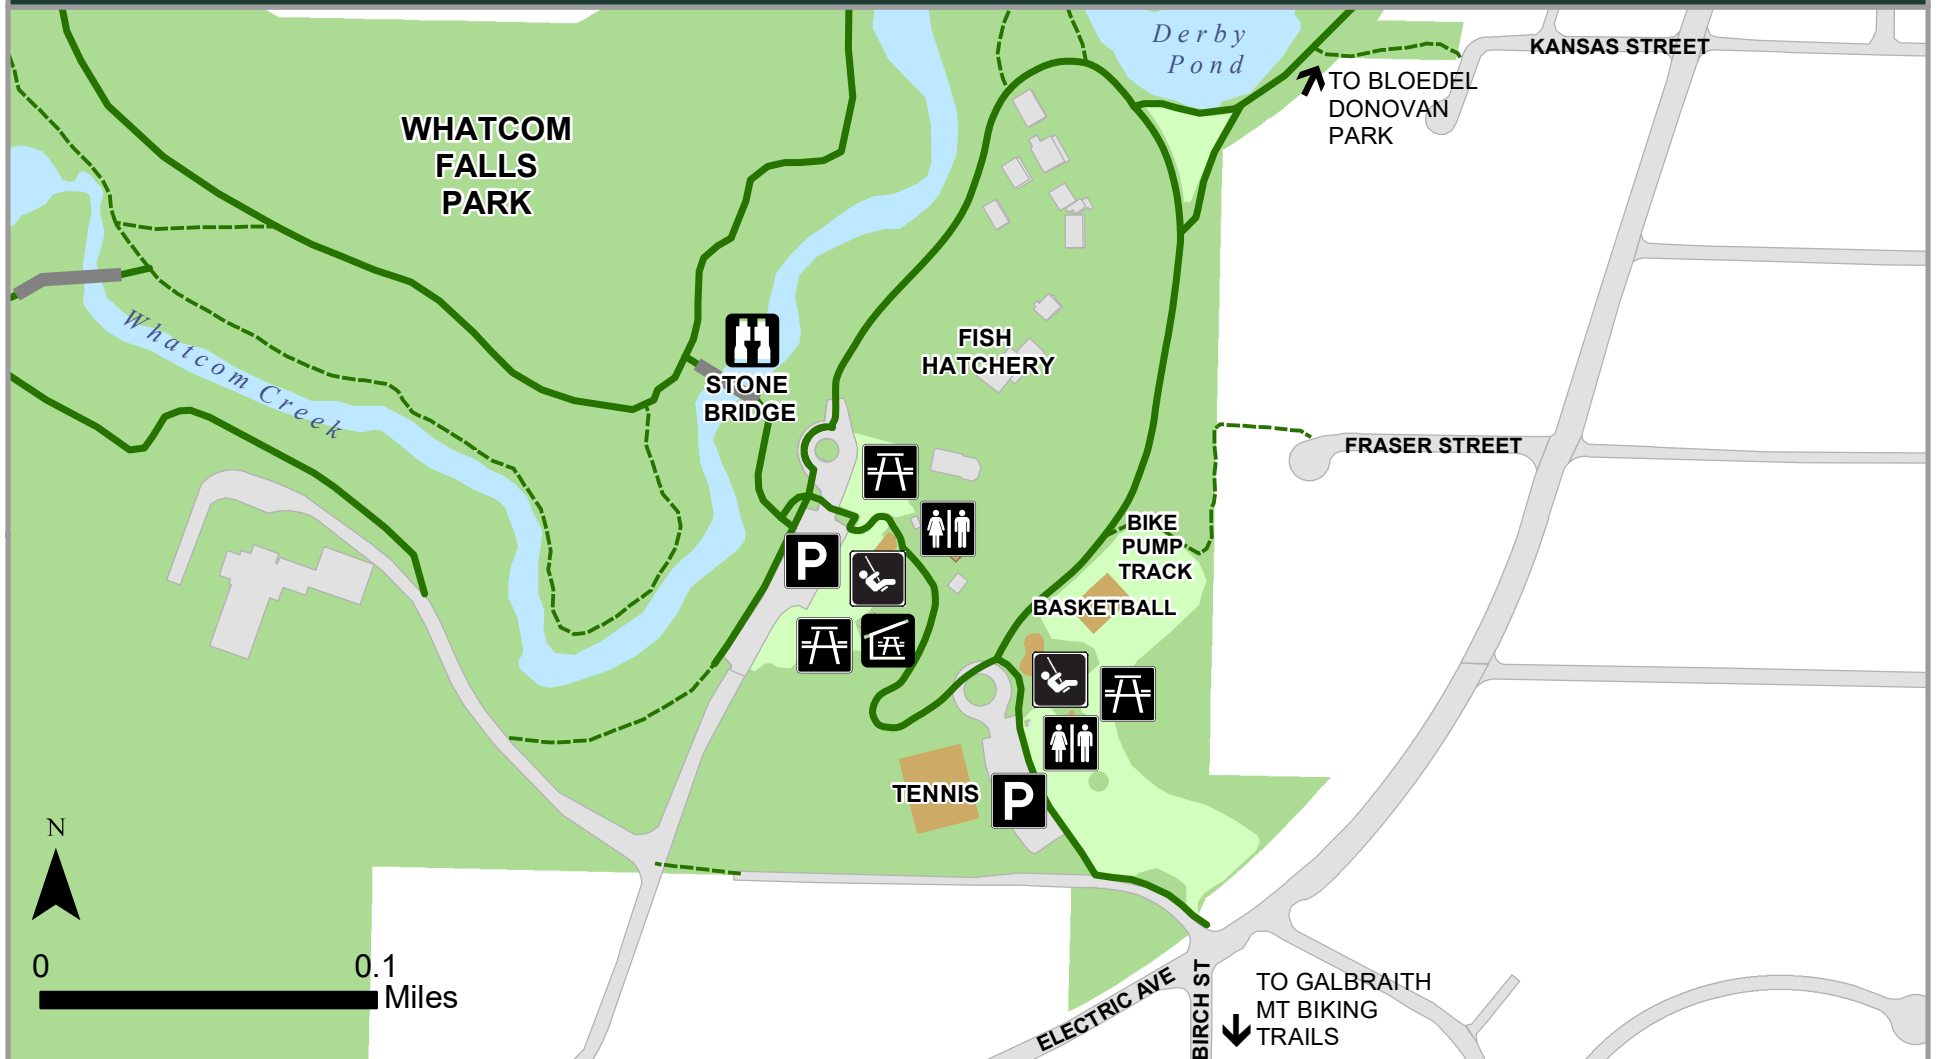 Derby
Pond
KANSAS STREET
TO BLOEDEL
DONOVAN
PARK
WHATCOM
FALLS
PARK
Whatcom Creek
STONE
BRIDGE
FISH
HATCHERY
FRASER STREET
BIKE
PUMP
TRACK
BASKETBALL
P
TENNIS
P
N
0 0.1
Miles
ELECTRIC AVE
BIRCH ST
TO GALBRAITH
MT BIKING
TRAILS